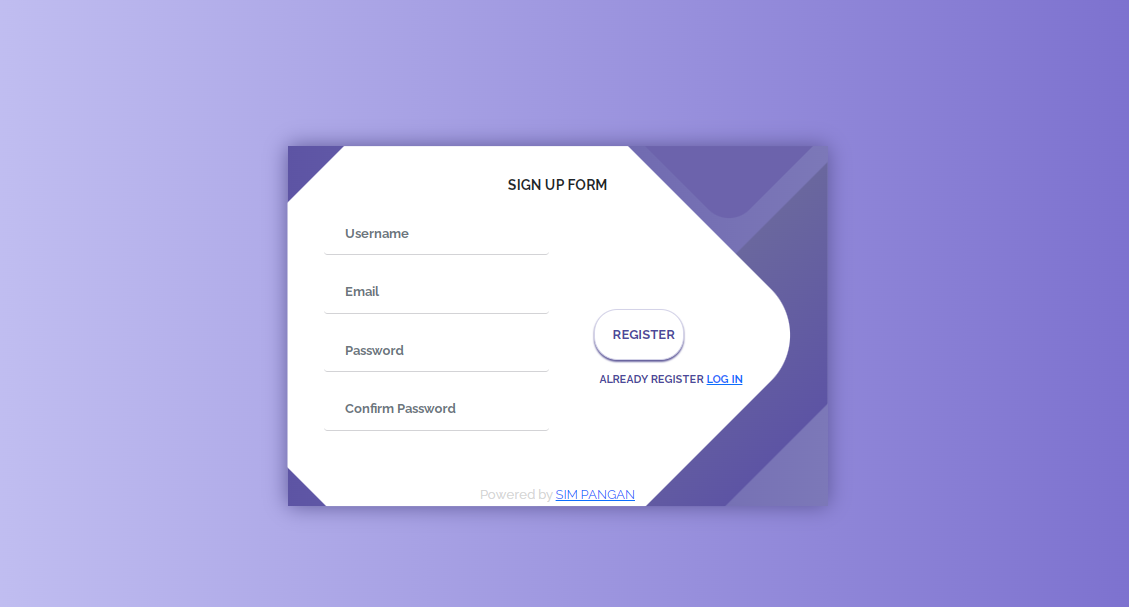 SIGN UP FORM
Username
Email
Password
Confirm Password
REGISTER
ALREADY REGISTER LOG IN
Powered by SIM PANGAN